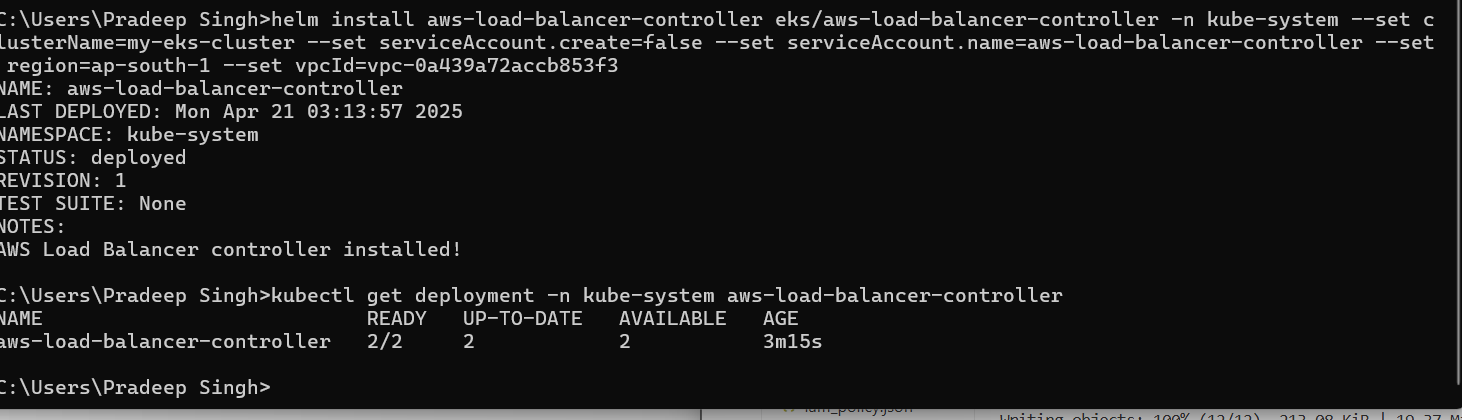 C:\Users\Pradeep Singh>helm install aws-load-balancer-controller eks/aws-load-balancer-controller -n kube-system --set c
lusterName=my-eks-cluster --set serviceAccount.create=false --set serviceAccount.name=aws-load-balancer-controller --set
region=ap-south-1 --set vpcId=vpc-0a439a72accb853f3
NAME: aws-load-balancer-controller
LAST DEPLOYED: Mon Apr 21 03:13:57 2025
NAMESPACE: kube-system
STATUS: deployed
REVISION: 1
TEST SUITE: None
NOTES:
AWS Load Balancer controller installed!
C:\Users\Pradeep Singh>kubectl get deployment -n kube-system aws-load-balancer-controller
NAME READY UP-TO-DATE AVAILABLE AGE
aws-load-balancer-controller 2/2 2 2 3m15s
C:\Users\Pradeep Singh>
iam_policy.json Writing objects: 100% (12/12), 212.08 KiB | 19.27 M